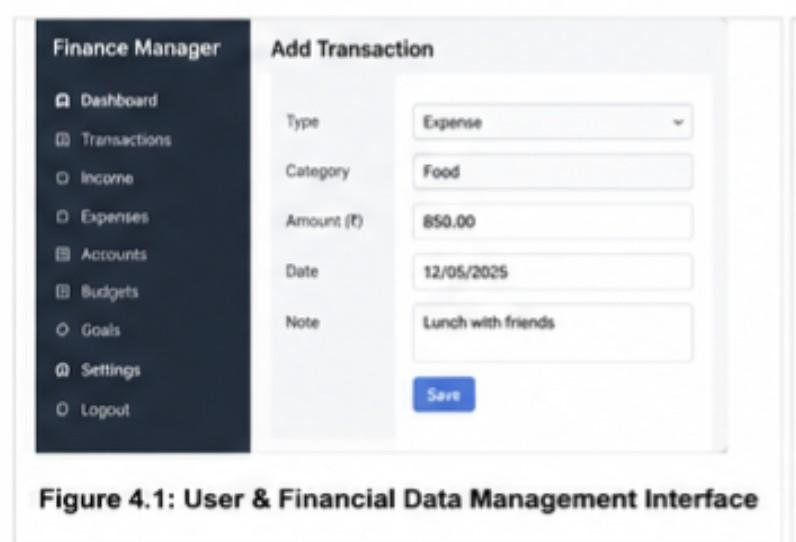 Finance Manager
Dashboard
Transactions
Income
Expenses
Accounts
Budgets
Goals
Settings
Logout
Add Transaction
Type
Expense
Category
Food
Amount (₹)
850.00
Date
12/05/2025
Note
Lunch with friends
Save
Figure 4.1: User & Financial Data Management Interface